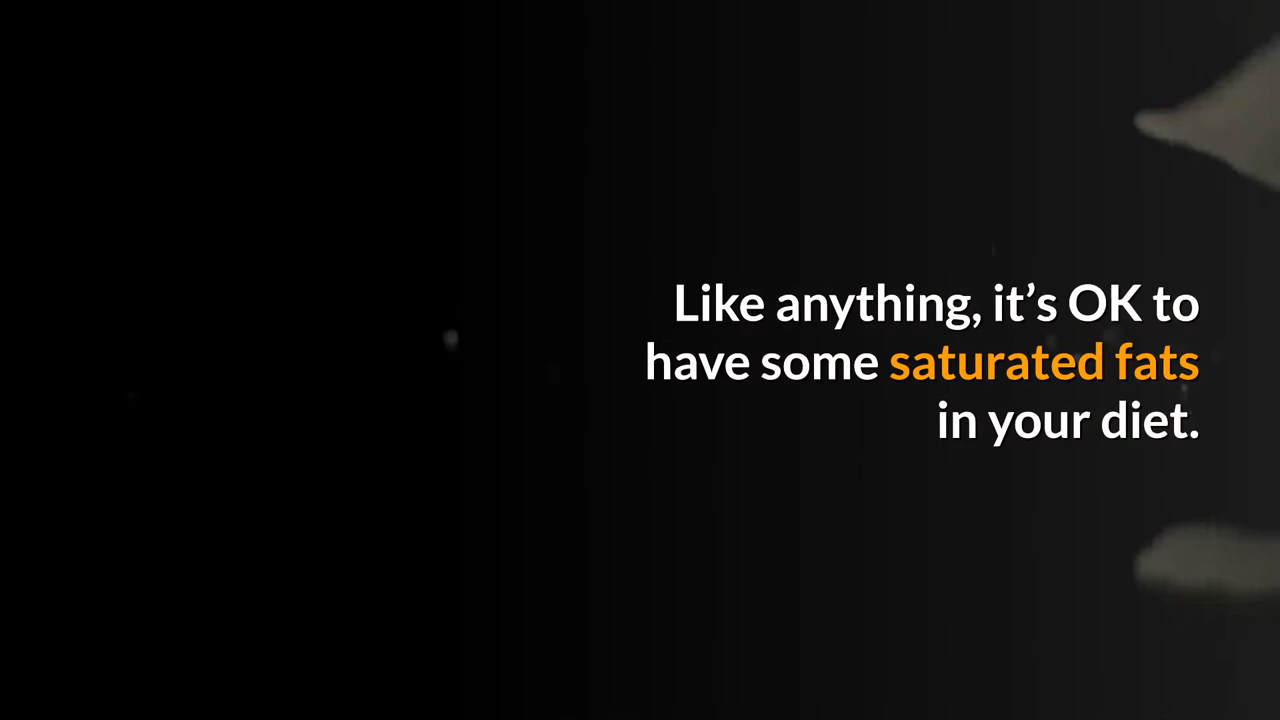 Like anything, it’s OK to
have some saturated fats
in your diet.